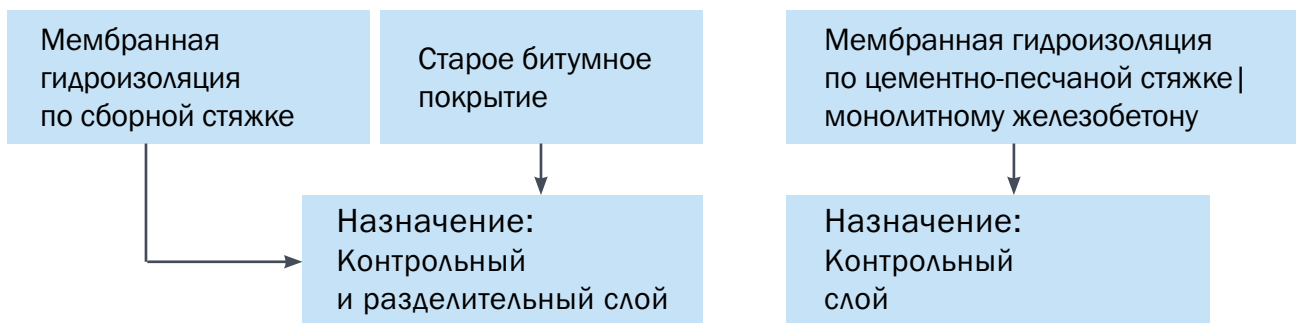 Мембранная
гидроизоляция
по сборной стяжке
Старое битумное
покрытие
Мембранная гидроизоляция
по цементно-песчаной стяжке|
монолитному железобетону
Назначение:
Контрольный
и разделительный слой
Назначение:
Контрольный
слой